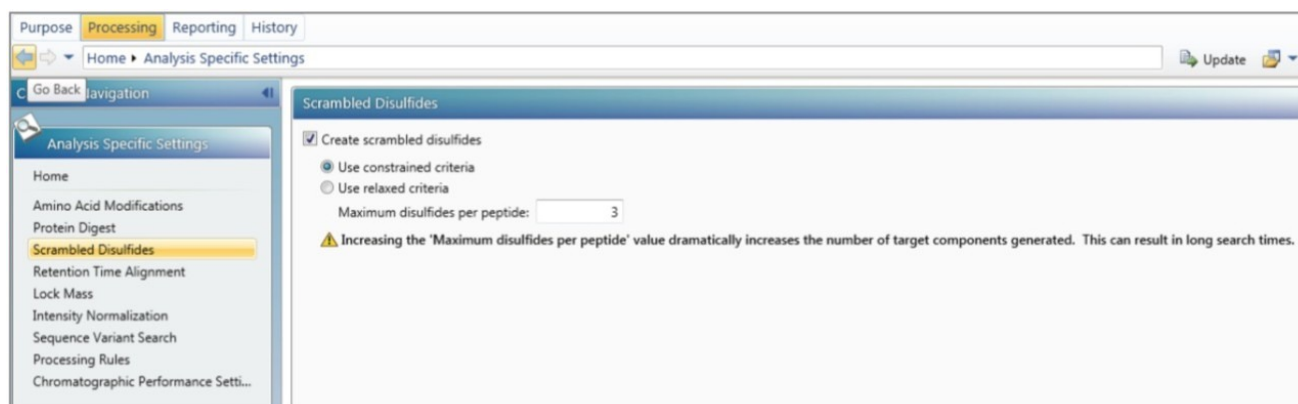 Purpose Processing Reporting History
Home ▸ Analysis Specific Settings Update
C Go Back Navigation
Scrambled Disulfides
Analysis Specific Settings
Create scrambled disulfides
Use constrained criteria
Home
Use relaxed criteria
Amino Acid Modifications
Maximum disulfides per peptide: 3
Protein Digest
Increasing the 'Maximum disulfides per peptide' value dramatically increases the number of target components generated. This can result in long search times.
Scrambled Disulfides
Retention Time Alignment
Lock Mass
Intensity Normalization
Sequence Variant Search
Processing Rules
Chromatographic Performance Setti...